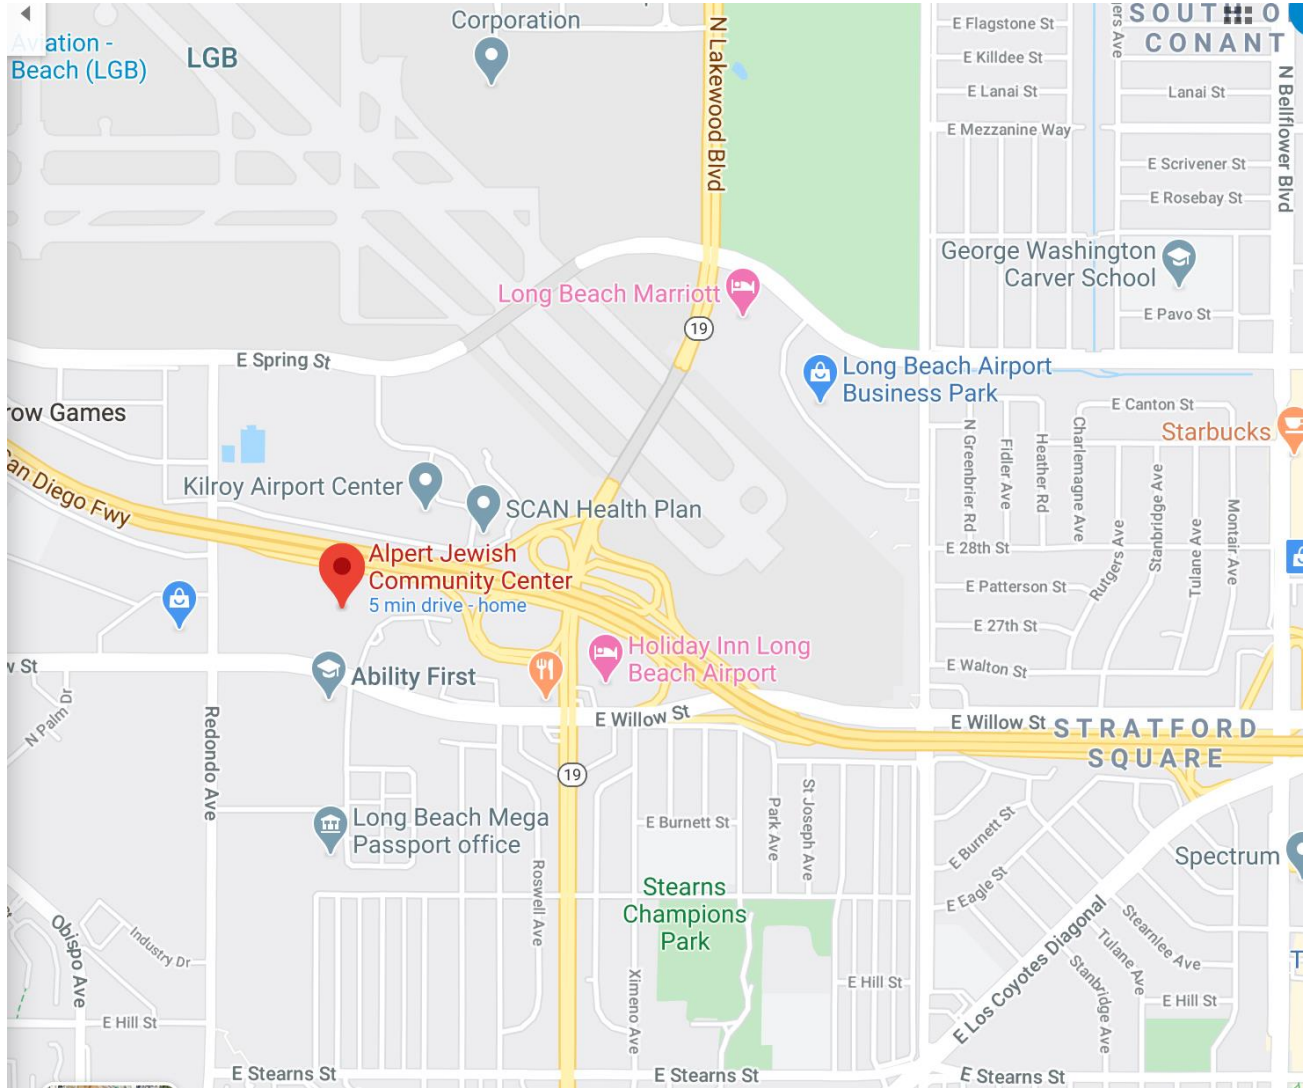 Corporation
Aviation -
Beach (LGB)
LGB
N Lakewood Blvd
E Flagstone St
E Killdee St
E Lanai St
Lanai St
E Mezzanine Way
CONANT
N Bellflower Blvd
E Scrivener St
E Rosebay St
George Washington
Carver School
E Pavo St
Long Beach Marriott
19
E Spring St
Long Beach Airport
Business Park
row Games
San Diego Fwy
Kilroy Airport Center
SCAN Health Plan
E Canton St
Starbucks
N Greenbrier Rd
Fidler Ave
Heather Rd
Charlemagne Ave
Rutgers Ave
Stanbridge Ave
Tulane Ave
Montair Ave
E 28th St
E Patterson St
E 27th St
E Walton St
Alpert Jewish
Community Center
5 min drive - home
Holiday Inn Long
Beach Airport
w St
Ability First
N Palm Dr
Redondo Ave
E Willow St
E Willow St
STRATFORD
SQUARE
19
Long Beach Mega
Passport office
E Burnett St
Park Ave
St Joseph Ave
E Burnett St
E Eagle St
Spectrum
Roswell Ave
Stearns
Champions
Park
E Los Coyotes Diagonal
Stearnlee Ave
Tulane Ave
Stanbridge Ave
Obispo Ave
Industry Dr
Ximeno Ave
E Hill St
E Hill St
E Hill St
E Stearns St
E Stearns St
E Stearns St